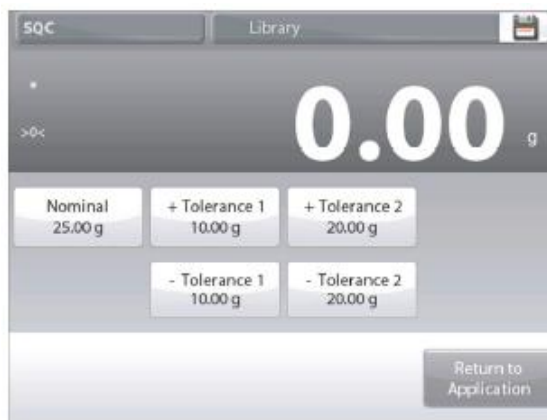 SQC
Library
0.00 g
>0<
Nominal
25.00 g
+ Tolerance 1
10.00 g
+ Tolerance 2
20.00 g
- Tolerance 1
10.00 g
- Tolerance 2
20.00 g
Return to
Application